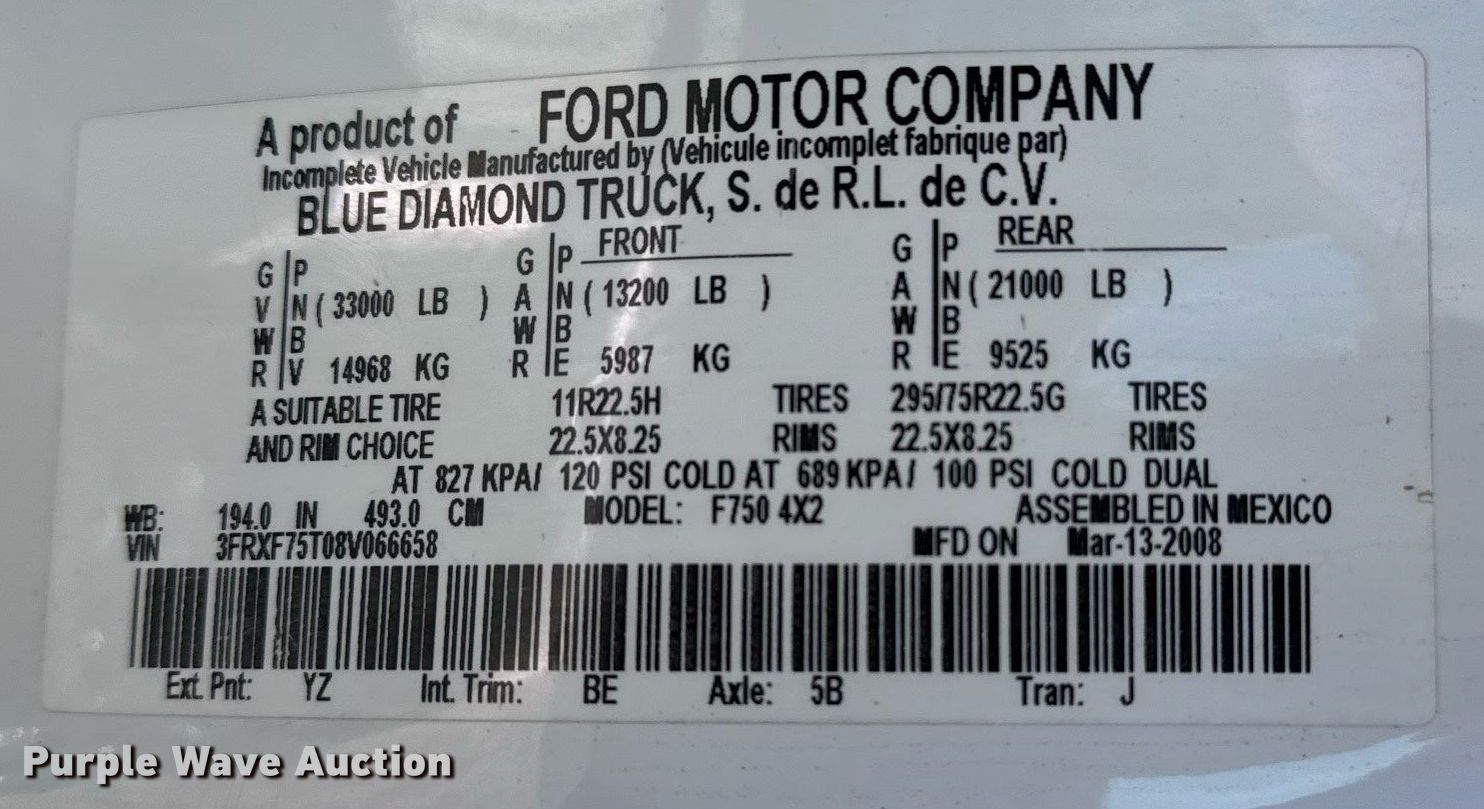 A product of FORD MOTOR COMPANY
Incomplete Vehicle Manufactured by (Vehicule incomplet fabrique par)
BLUE DIAMOND TRUCK, S. de R.L. de C.V.
G P G P FRONT G P REAR
V N ( 33000 LB ) A N ( 13200 LB ) A N ( 21000 LB )
W B W B W B
R V 14968 KG R E 5987 KG R E 9525 KG
A SUITABLE TIRE 11R22.5H TIRES 295/75R22.5G TIRES
AND RIM CHOICE 22.5X8.25 RIMS 22.5X8.25 RIMS
AT 827 KPA/ 120 PSI COLD AT 689 KPA/ 100 PSI COLD DUAL
WB: 194.0 IN 493.0 CM MODEL: F750 4X2 ASSEMBLED IN MEXICO
VIN 3FRXF75T08V066658 MFD ON Mar-13-2008
Ext. Pnt: YZ Int. Trim: BE Axle: 5B Tran: J
Purple Wave Auction